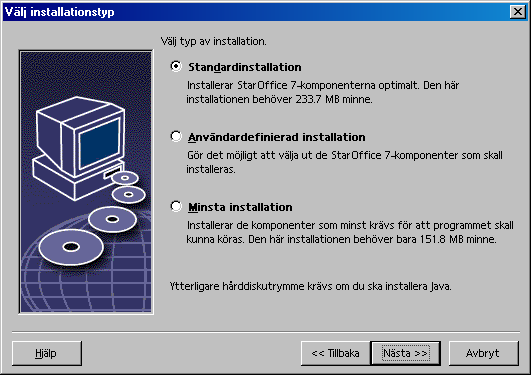 Välj installationstyp
Välj typ av installation.
Standardinstallation
Installerar StarOffice 7-komponenterna optimalt. Den här
installationen behöver 233.7 MB minne.
Användardefinierad installation
Gör det möjligt att välja ut de StarOffice 7-komponenter som skall
installeras.
Minsta installation
Installerar de komponenter som minst krävs för att programmet skall
kunna köras. Den här installationen behöver bara 151.8 MB minne.
Ytterligare hårddiskutrymme krävs om du ska installera Java.
Hjälp
<< Tillbaka
Nästa >>
Avbryt